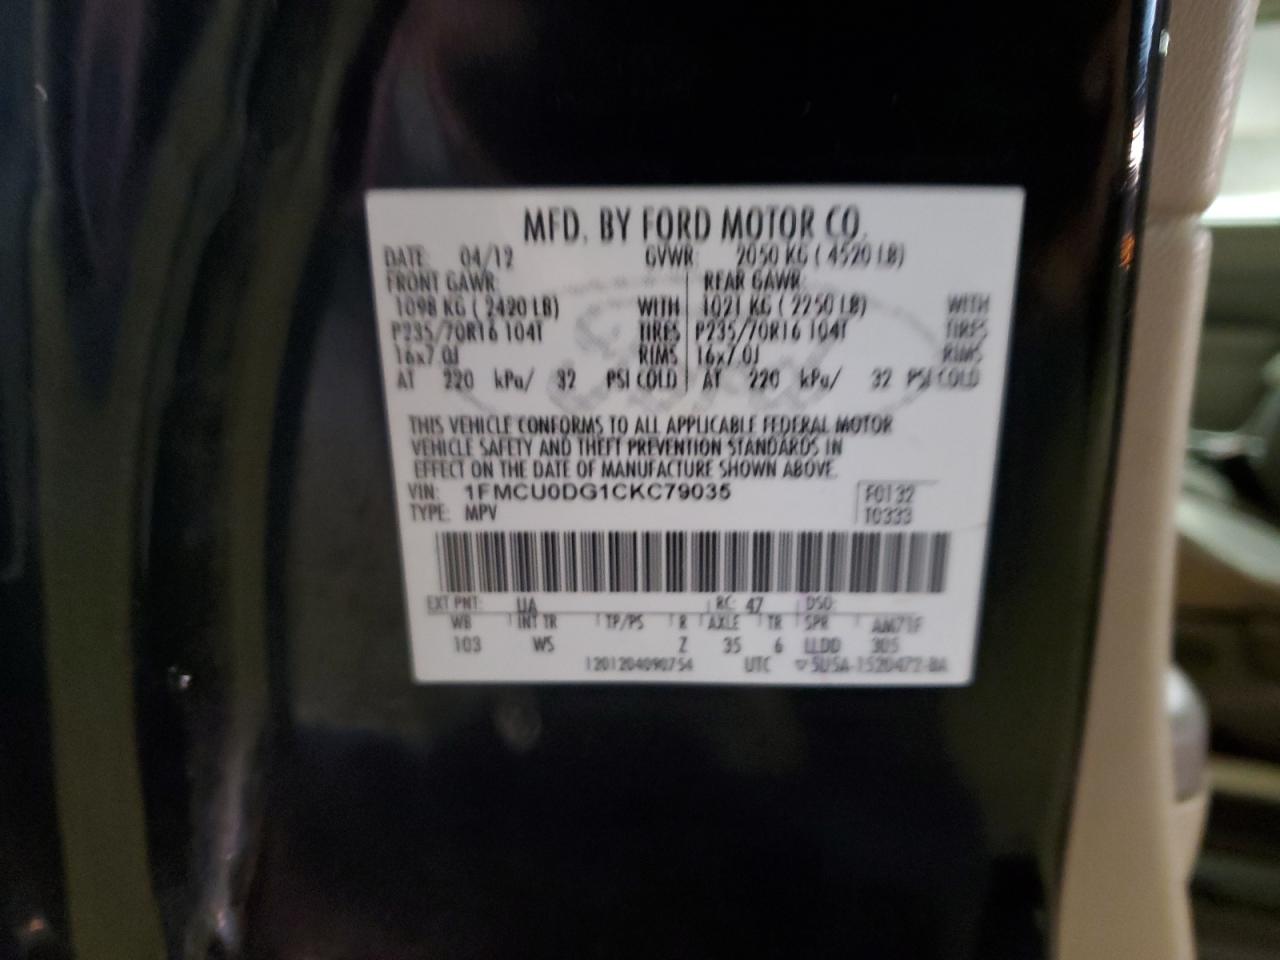 MFD. BY FORD MOTOR CO.
DATE: 04/12 GVWR: 2050 KG ( 4520 LB)
FRONT GAWR: REAR GAWR:
1098 KG ( 2420 LB) WITH 1021 KG ( 2250 LB) WITH
P235/70R16 104T TIRES P235/70R16 104T TIRES
16x7.0J RIMS 16x7.0J RIMS
AT 220 kPa/ 32 PSI COLD AT 220 kPa/ 32 PSI COLD
THIS VEHICLE CONFORMS TO ALL APPLICABLE FEDERAL MOTOR
VEHICLE SAFETY AND THEFT PREVENTION STANDARDS IN
EFFECT ON THE DATE OF MANUFACTURE SHOWN ABOVE.
VIN: 1FMCU0DG1CKC79035 F0132
TYPE: MPV T0333
EXT PNT: UA RC: 47 DSO:
WB INT TR TP/PS R AXLE TR SPR AM71F
103 WS Z 35 6 LLDD 305
1201204090754 UTC ▽5U5A-1520472-BA